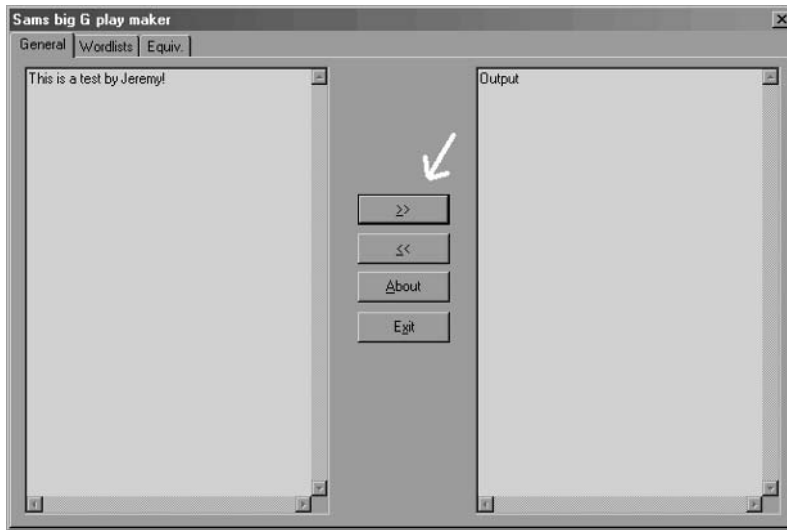 Sams big G play maker
General Wordlists Equiv.
This is a test by Jeremy!
Output
>>
<<
About
Exit